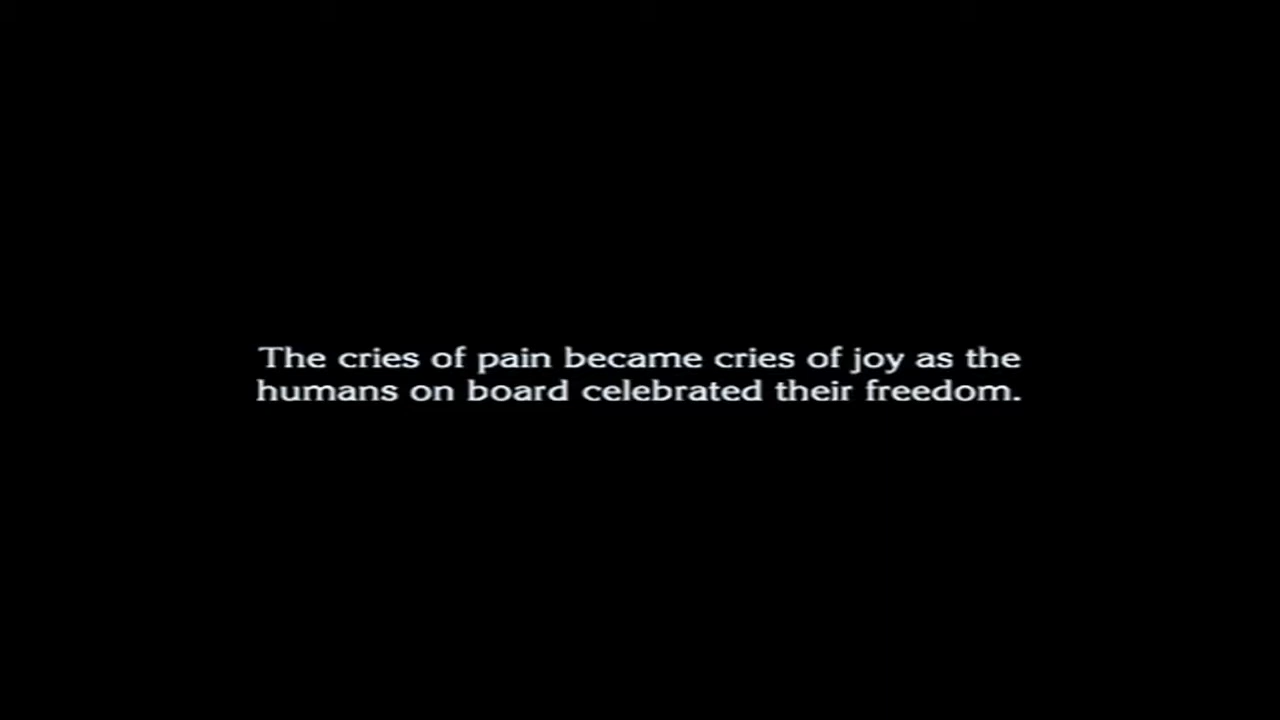 The cries of pain became cries of joy as the
humans on board celebrated their freedom.